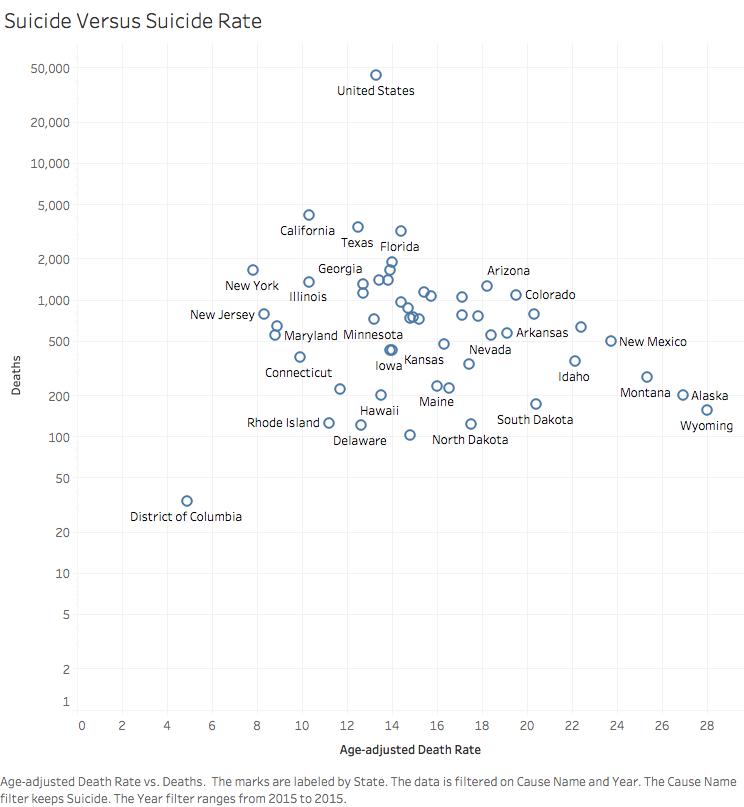 Suicide Versus Suicide Rate
50,000
United States
20,000
10,000
5,000
California
Texas
Florida
2,000
Georgia
Arizona
New York
Illinois
Colorado
1,000
New Jersey
Maryland
Minnesota
Arkansas
500
New Mexico
Nevada
Kansas
Iowa
Connecticut
Idaho
Deaths
200
Montana
Alaska
Maine
Hawaii
Rhode Island
South Dakota
Wyoming
100
Delaware
North Dakota
50
District of Columbia
20
10
5
2
1
0 2 4 6 8 10 12 14 16 18 20 22 24 26 28
Age-adjusted Death Rate
Age-adjusted Death Rate vs. Deaths. The marks are labeled by State. The data is filtered on Cause Name and Year. The Cause Name
filter keeps Suicide. The Year filter ranges from 2015 to 2015.